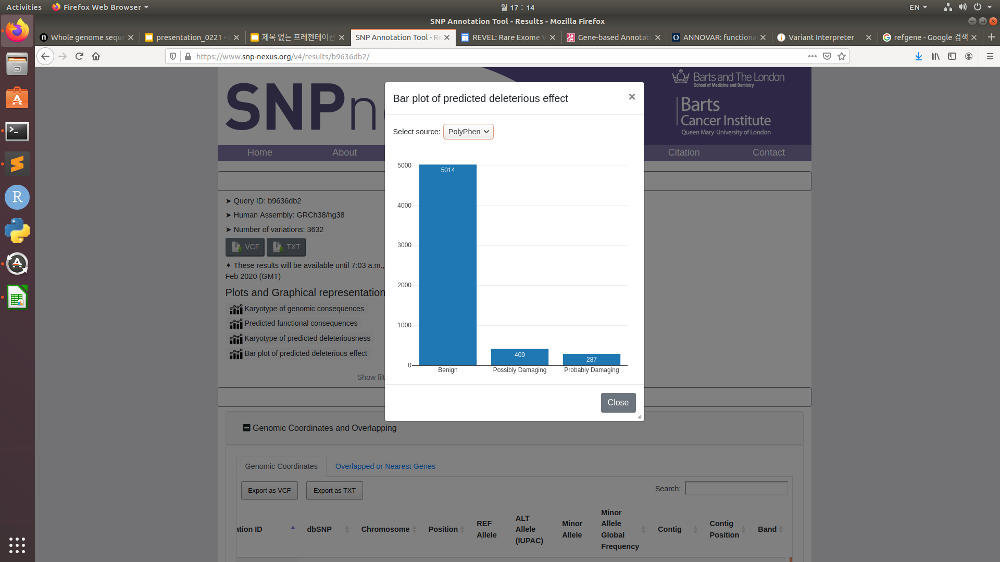 Activities
Firefox Web Browser
월 17 : 14
EN
SNP Annotation Tool - Results - Mozilla Firefox
Whole genome seque
presentation_0221 - G
제목 없는 프레젠테이션
SNP Annotation Tool - Re
REVEL: Rare Exome V
Gene-based Annotati
ANNOVAR: functiona
Variant Interpreter
refgene - Google 검색
https://www.snp-nexus.org/v4/results/b9636db2/
SNPn
Barts and The London
School of Medicine and Dentistry
Barts
Cancer Institute
Queen Mary University of London
Home
About
Citation
Contact
Query ID: b9636db2
Human Assembly: GRCh38/hg38
Number of variations: 3632
VCF
TXT
These results will be available until 7:03 a.m.,
Feb 2020 (GMT)
Plots and Graphical representation
Karyotype of genomic consequences
Predicted functional consequences
Karyotype of predicted deleteriousness
Bar plot of predicted deleterious effect
Show filt
Bar plot of predicted deleterious effect
×
Select source: PolyPhen
5000
4000
3000
2000
1000
0
5014
409
287
Benign
Possibly Damaging
Probably Damaging
Close
Genomic Coordinates and Overlapping
Genomic Coordinates
Overlapped or Nearest Genes
Export as VCF
Export as TXT
Search:
ation ID
dbSNP
Chromosome
Position
REF
Allele
ALT
Allele
(IUPAC)
Minor
Allele
Minor
Allele
Global
Frequency
Contig
Contig
Position
Band